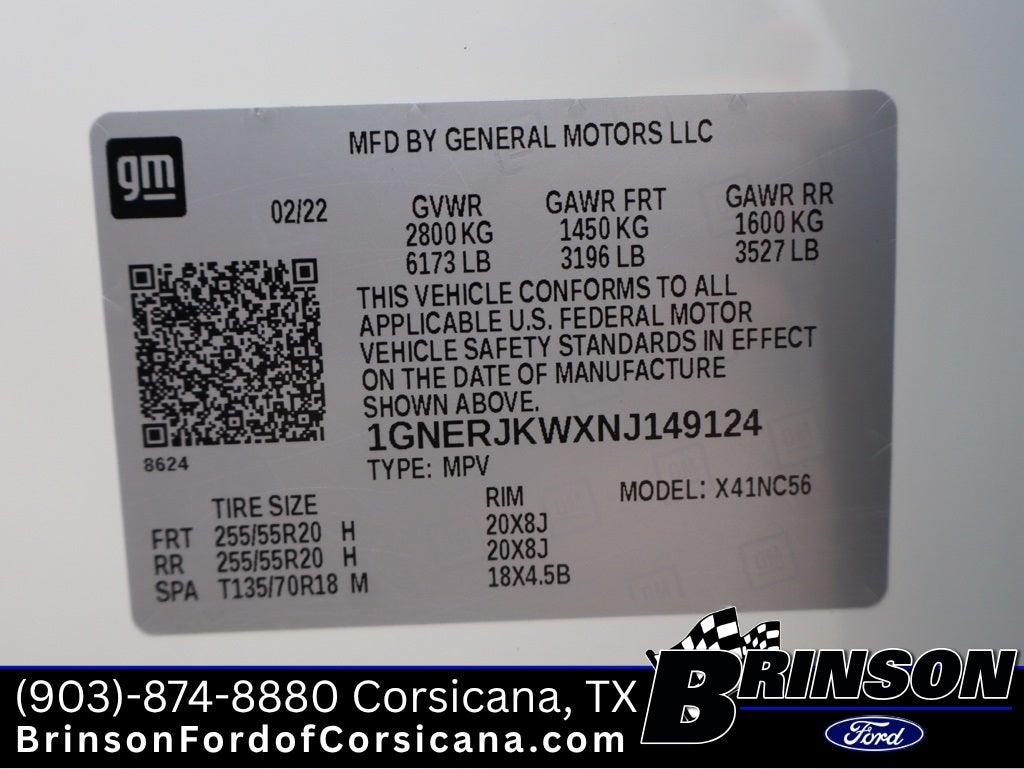 MFD BY GENERAL MOTORS LLC
gm
02/22
GVWR GAWR FRT GAWR RR
2800 KG 1450 KG 1600 KG
6173 LB 3196 LB 3527 LB
THIS VEHICLE CONFORMS TO ALL
APPLICABLE U.S. FEDERAL MOTOR
VEHICLE SAFETY STANDARDS IN EFFECT
ON THE DATE OF MANUFACTURE
SHOWN ABOVE.
1GNERJKWXNJ149124
8624
TYPE: MPV
MODEL: X41NC56
TIRE SIZE RIM
FRT 255/55R20 H 20X8J
RR 255/55R20 H 20X8J
SPA T135/70R18 M 18X4.5B
(903)-874-8880 Corsicana, TX
BrinsonFordofCorsicana.com
BRINSON
Ford